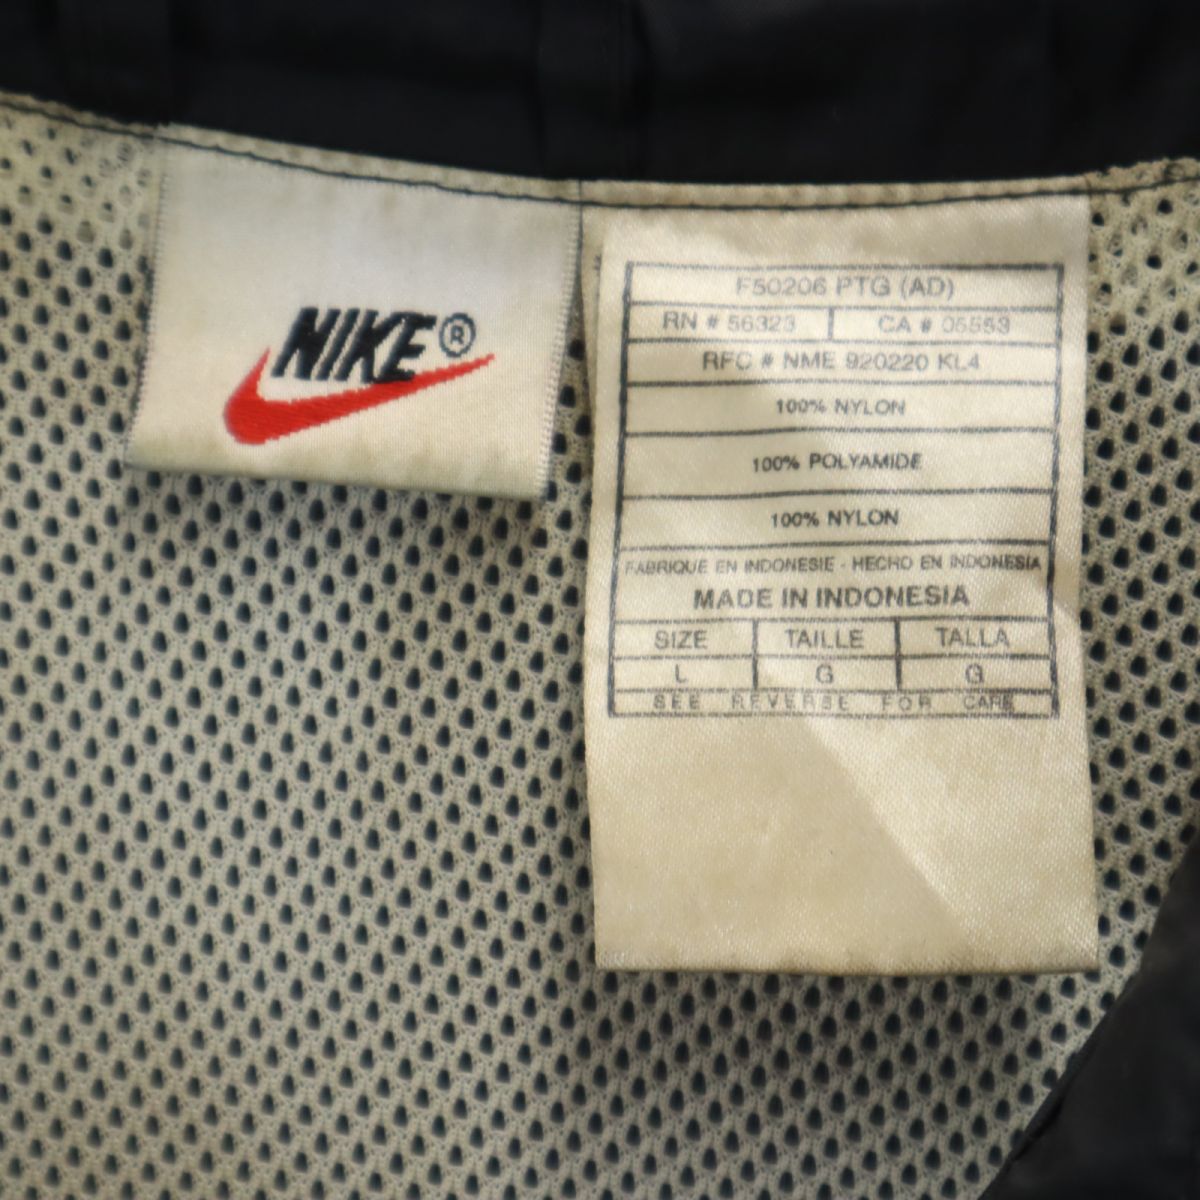 NIKE®
F50206 PTG (AD)
RN # 56323 CA # 05553
RFC # NME 920220 KL4
100% NYLON
100% POLYAMIDE
100% NYLON
FABRIQUE EN INDONESIE - HECHO EN INDONESIA
MADE IN INDONESIA
SIZE TAILLE TALLA
L G G
SEE REVERSE FOR CARE